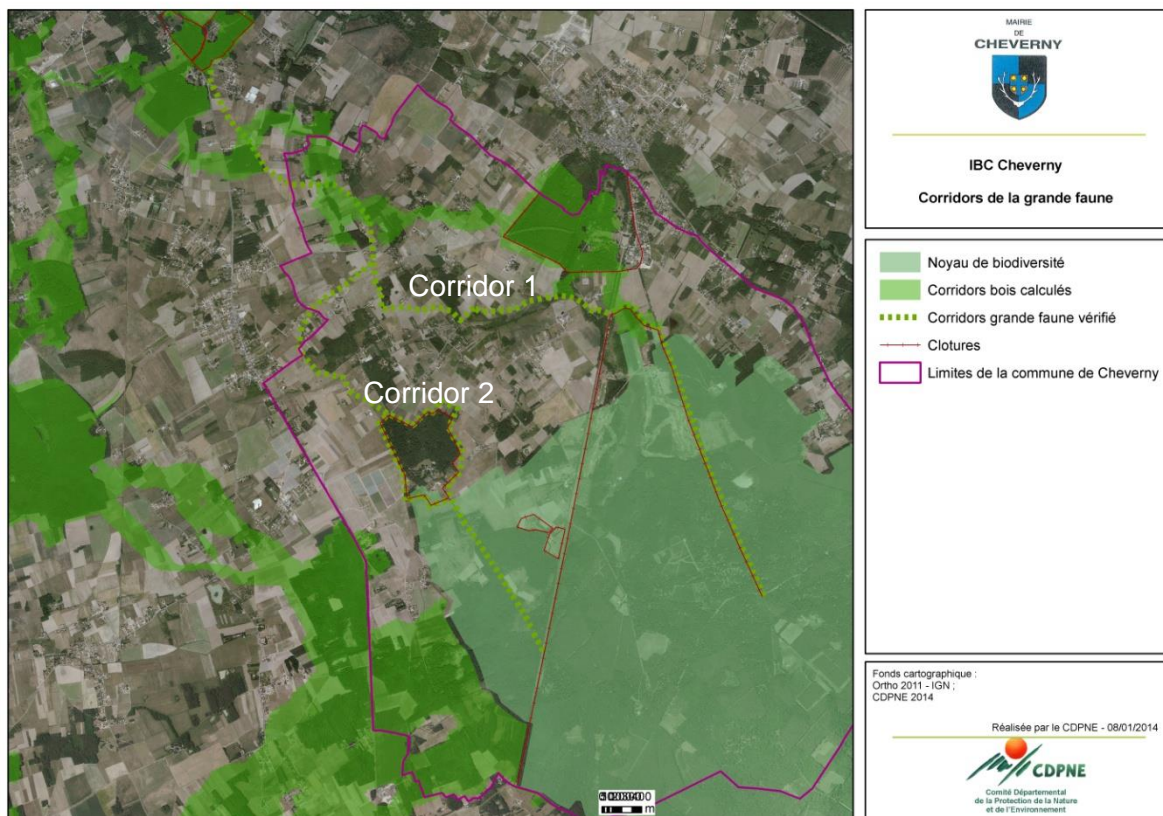 Corridor 1
Corridor 2
m
MAIRIE
DE
CHEVERNY
IBC Cheverny
Corridors de la grande faune
Noyau de biodiversité
Corridors bois calculés
Corridors grande faune vérifié
Clotures
Limites de la commune de Cheverny
Fonds cartographique :
Ortho 2011 - IGN ;
CDPNE 2014
Réalisée par le CDPNE - 08/01/2014
CDPNE
Comité Départemental
de la Protection de la Nature
et de l'Environnement